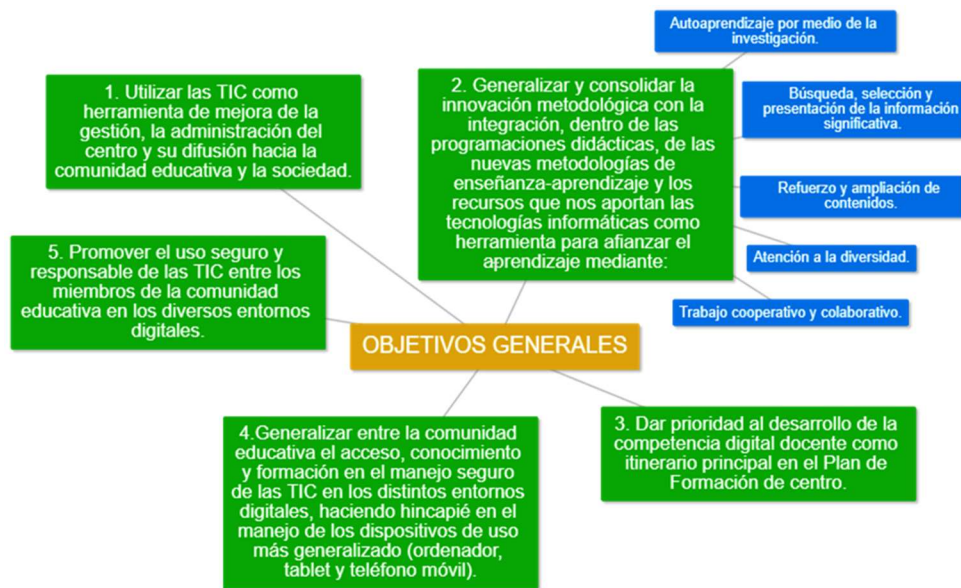 OBJETIVOS GENERALES
1. Utilizar las TIC como
herramienta de mejora de la
gestión, la administración del
centro y su difusión hacia la
comunidad educativa y la sociedad.
2. Generalizar y consolidar la
innovación metodológica con la
integración, dentro de las
programaciones didácticas, de las
nuevas metodologías de
enseñanza-aprendizaje y los
recursos que nos aportan las
tecnologías informáticas como
herramienta para afianzar el
aprendizaje mediante:
Autoaprendizaje por medio de la
investigación.
Búsqueda, selección y
presentación de la información
significativa.
Refuerzo y ampliación de
contenidos.
Atención a la diversidad.
Trabajo cooperativo y colaborativo.
3. Dar prioridad al desarrollo de la
competencia digital docente como
itinerario principal en el Plan de
Formación de centro.
4.Generalizar entre la comunidad
educativa el acceso, conocimiento
y formación en el manejo seguro
de las TIC en los distintos entornos
digitales, haciendo hincapié en el
manejo de los dispositivos de uso
más generalizado (ordenador,
tablet y teléfono móvil).
5. Promover el uso seguro y
responsable de las TIC entre los
miembros de la comunidad
educativa en los diversos entornos
digitales.